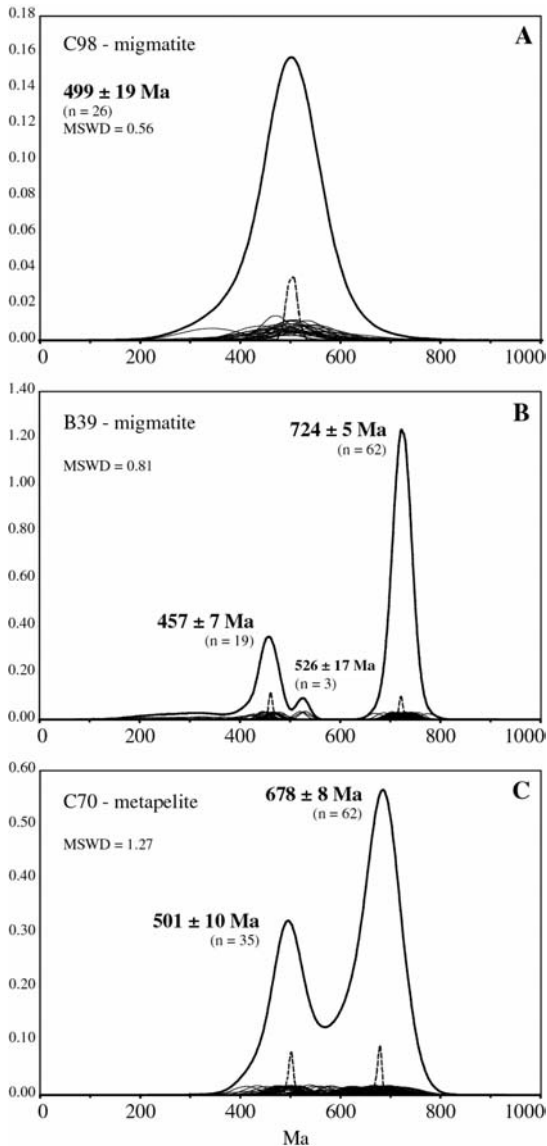 0.18
C98 - migmatite
A
0.16
499 ± 19 Ma
(n = 26)
0.14
MSWD = 0.56
0.12
0.10
0.08
0.06
0.04
0.02
0.00
0 200 400 600 800 1000
1.40
B39 - migmatite
B
724 ± 5 Ma
(n = 62)
1.20
MSWD = 0.81
1.00
0.80
0.60
457 ± 7 Ma
(n = 19)
0.40
526 ± 17 Ma
(n = 3)
0.20
0.00
0 200 400 600 800 1000
0.60
C70 - metapelite
678 ± 8 Ma
(n = 62)
C
0.50
MSWD = 1.27
0.40
501 ± 10 Ma
(n = 35)
0.30
0.20
0.10
0.00
0 200 400 600 800 1000
Ma